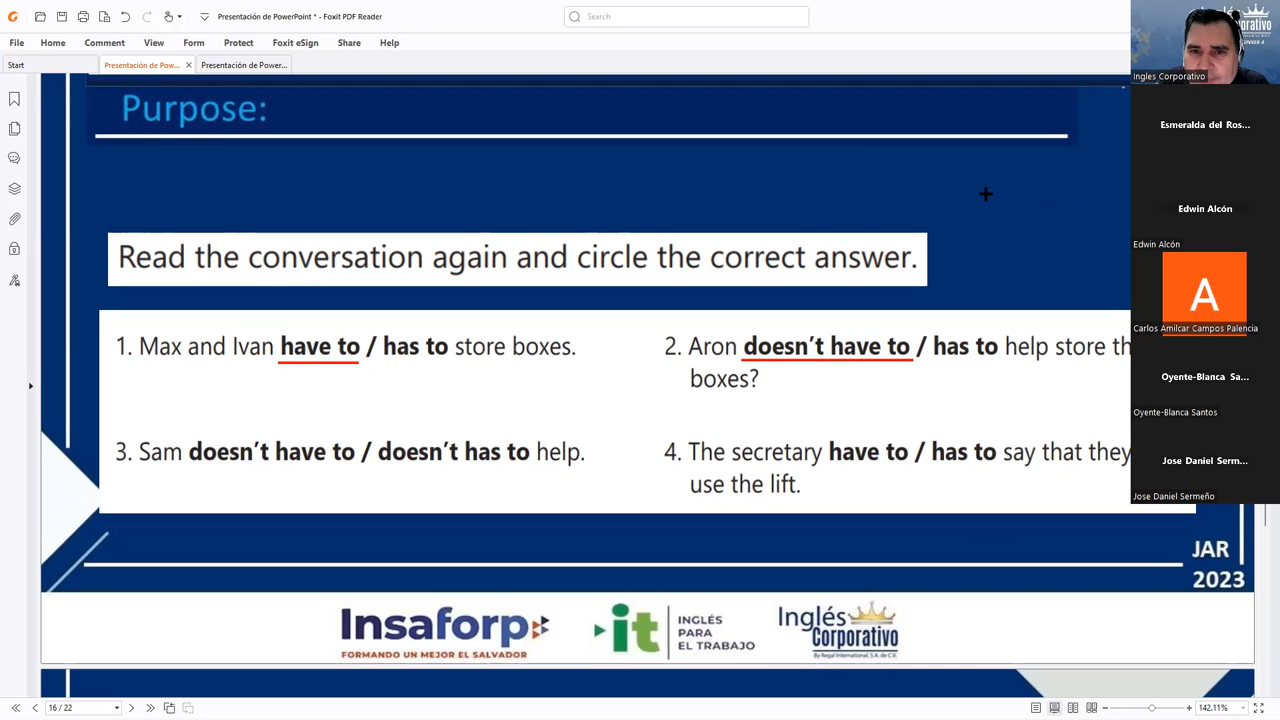 Presentación de PowerPoint * - Foxit PDF Reader
Search
File Home Comment View Form Protect Foxit eSign Share Help
Start
Presentación de Pow... ×
Presentación de Power...
Purpose:
Read the conversation again and circle the correct answer.
1. Max and Ivan have to / has to store boxes.
2. Aron doesn't have to / has to help store th
boxes?
3. Sam doesn't have to / doesn't has to help.
4. The secretary have to / has to say that they
use the lift.
JAR
2023
Insaforp
FORMANDO UN MEJOR EL SALVADOR
it
INGLÉS
PARA
EL TRABAJO
Inglés
Corporativo
By Regal International, S.A. de C.V.
16 / 22
142.11%
Ingles Corporativo
Esmeralda del Ros...
Edwin Alcón
Edwin Alcón
A
Carlos Amilcar Campos Palencia
Oyente-Blanca Sa...
Oyente-Blanca Santos
Jose Daniel Serm...
Jose Daniel Sermeño